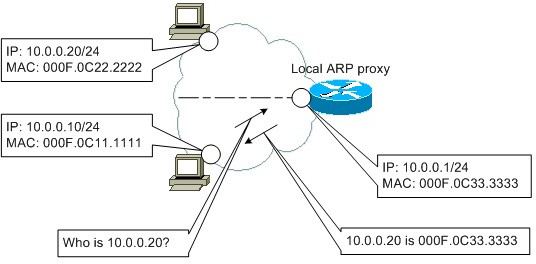 IP: 10.0.0.20/24
MAC: 000F.0C22.2222
Local ARP proxy
IP: 10.0.0.10/24
MAC: 000F.0C11.1111
IP: 10.0.0.1/24
MAC: 000F.0C33.3333
Who is 10.0.0.20?
10.0.0.20 is 000F.0C33.3333